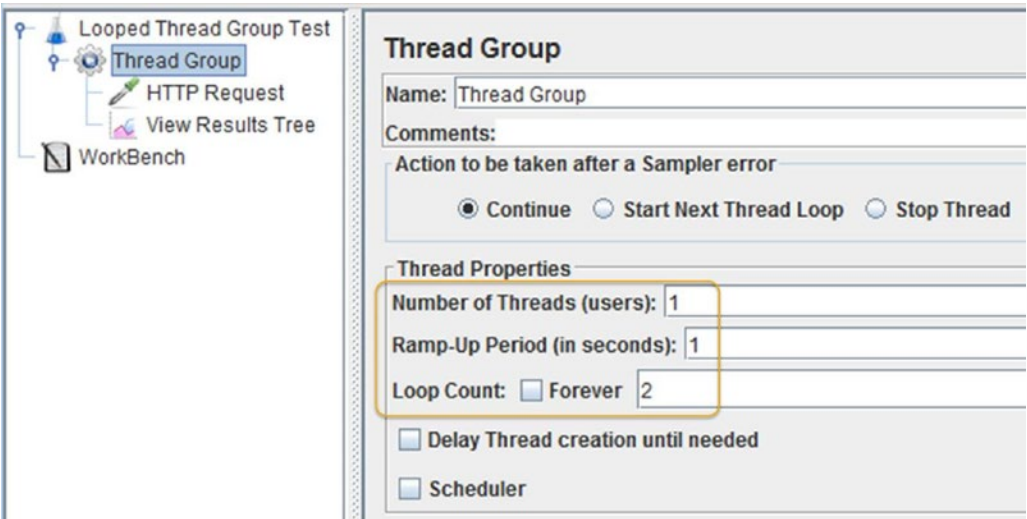 Looped Thread Group Test
Thread Group
HTTP Request
View Results Tree
WorkBench
Thread Group
Name: Thread Group
Comments:
Action to be taken after a Sampler error
Continue Start Next Thread Loop Stop Thread
Thread Properties
Number of Threads (users): 1
Ramp-Up Period (in seconds): 1
Loop Count: Forever 2
Delay Thread creation until needed
Scheduler